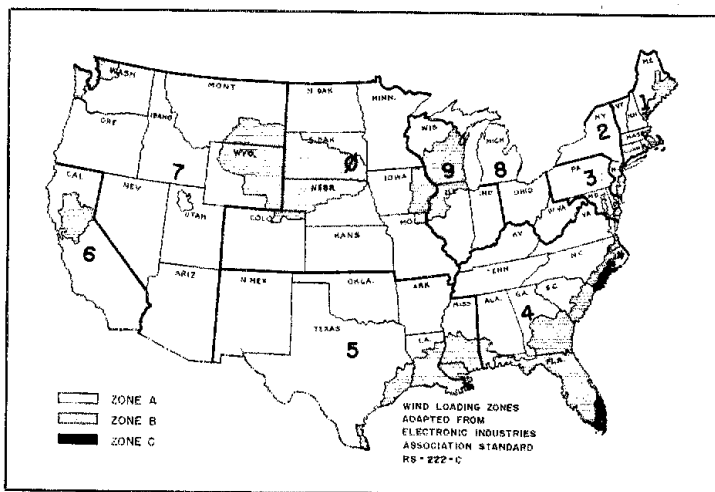 WASH
MONT
N DAK
MINN.
ME
VT
NH
ORE
IDAHO
S. DAK
WIS
MICH
NY
MASS
1
2
7
WYO.
Ø
9
8
3
PA
CAL
NEV
UTAH
COLO
NEBR
IOWA
ILL
IND
OHIO
W VA
VA
6
KANS
MO
KY
ARIZ
N MEX
OKLA.
ARK
TENN
NC
SC
TEXAS
5
LA.
MISS
ALA.
GA
4
FLA.
ZONE A
ZONE B
ZONE C
WIND LOADING ZONES
ADAPTED FROM
ELECTRONIC INDUSTRIES
ASSOCIATION STANDARD
RS-222-C